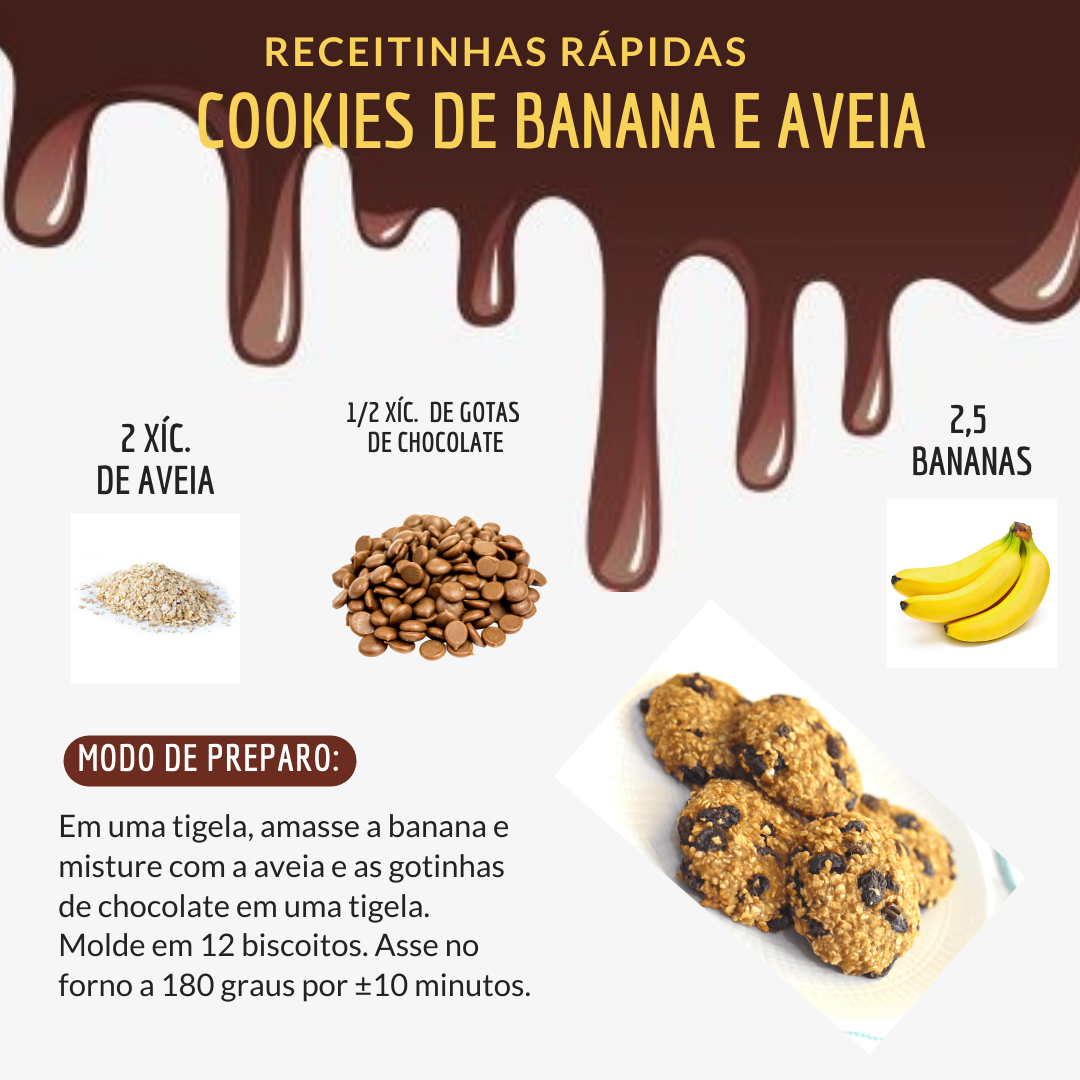 RECEITINHAS RÁPIDAS
COOKIES DE BANANA E AVEIA
2 XÍC.
DE AVEIA
1/2 XÍC. DE GOTAS
DE CHOCOLATE
2,5
BANANAS
MODO DE PREPARO:
Em uma tigela, amasse a banana e
misture com a aveia e as gotinhas
de chocolate em uma tigela.
Molde em 12 biscoitos. Asse no
forno a 180 graus por ±10 minutos.